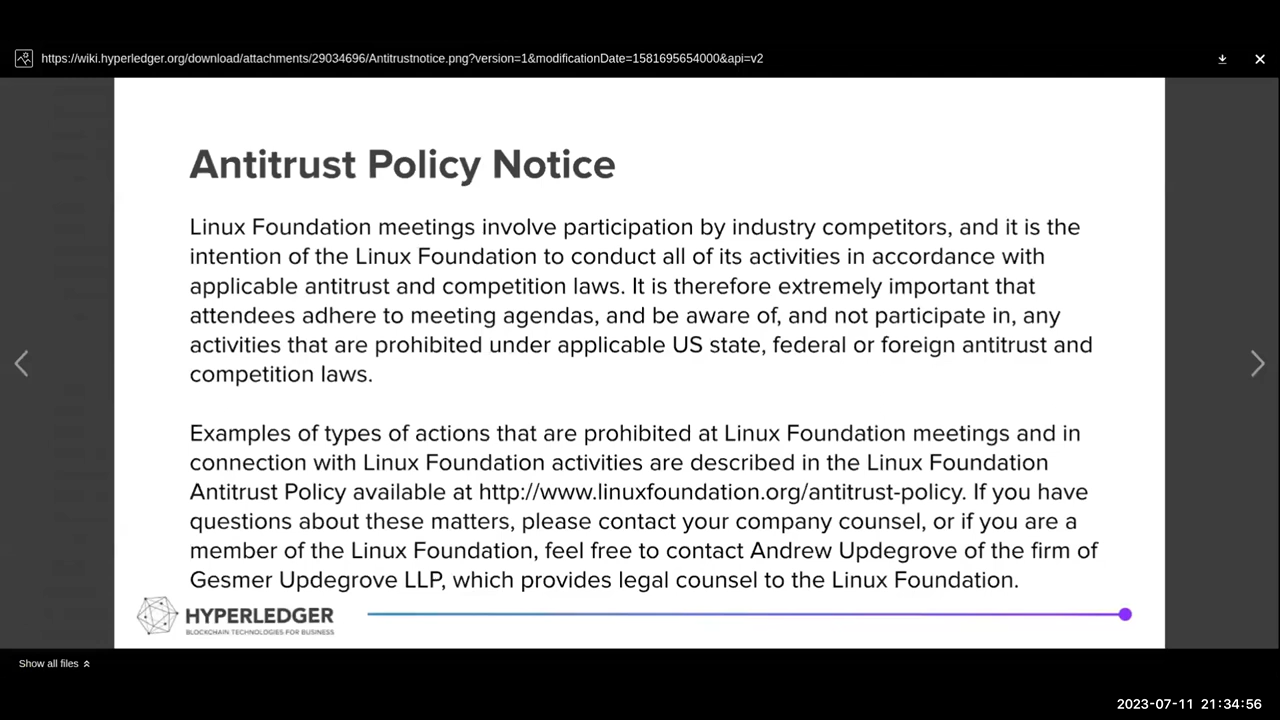 https://wiki.hyperledger.org/download/attachments/29034696/Antitrustnotice.png?version=1&modificationDate=1581695654000&api=v2
Antitrust Policy Notice
Linux Foundation meetings involve participation by industry competitors, and it is the
intention of the Linux Foundation to conduct all of its activities in accordance with
applicable antitrust and competition laws. It is therefore extremely important that
attendees adhere to meeting agendas, and be aware of, and not participate in, any
activities that are prohibited under applicable US state, federal or foreign antitrust and
competition laws.
Examples of types of actions that are prohibited at Linux Foundation meetings and in
connection with Linux Foundation activities are described in the Linux Foundation
Antitrust Policy available at http://www.linuxfoundation.org/antitrust-policy. If you have
questions about these matters, please contact your company counsel, or if you are a
member of the Linux Foundation, feel free to contact Andrew Updegrove of the firm of
Gesmer Updegrove LLP, which provides legal counsel to the Linux Foundation.
HYPERLEDGER
BLOCKCHAIN TECHNOLOGIES FOR BUSINESS
Show all files
2023-07-11 21:34:56